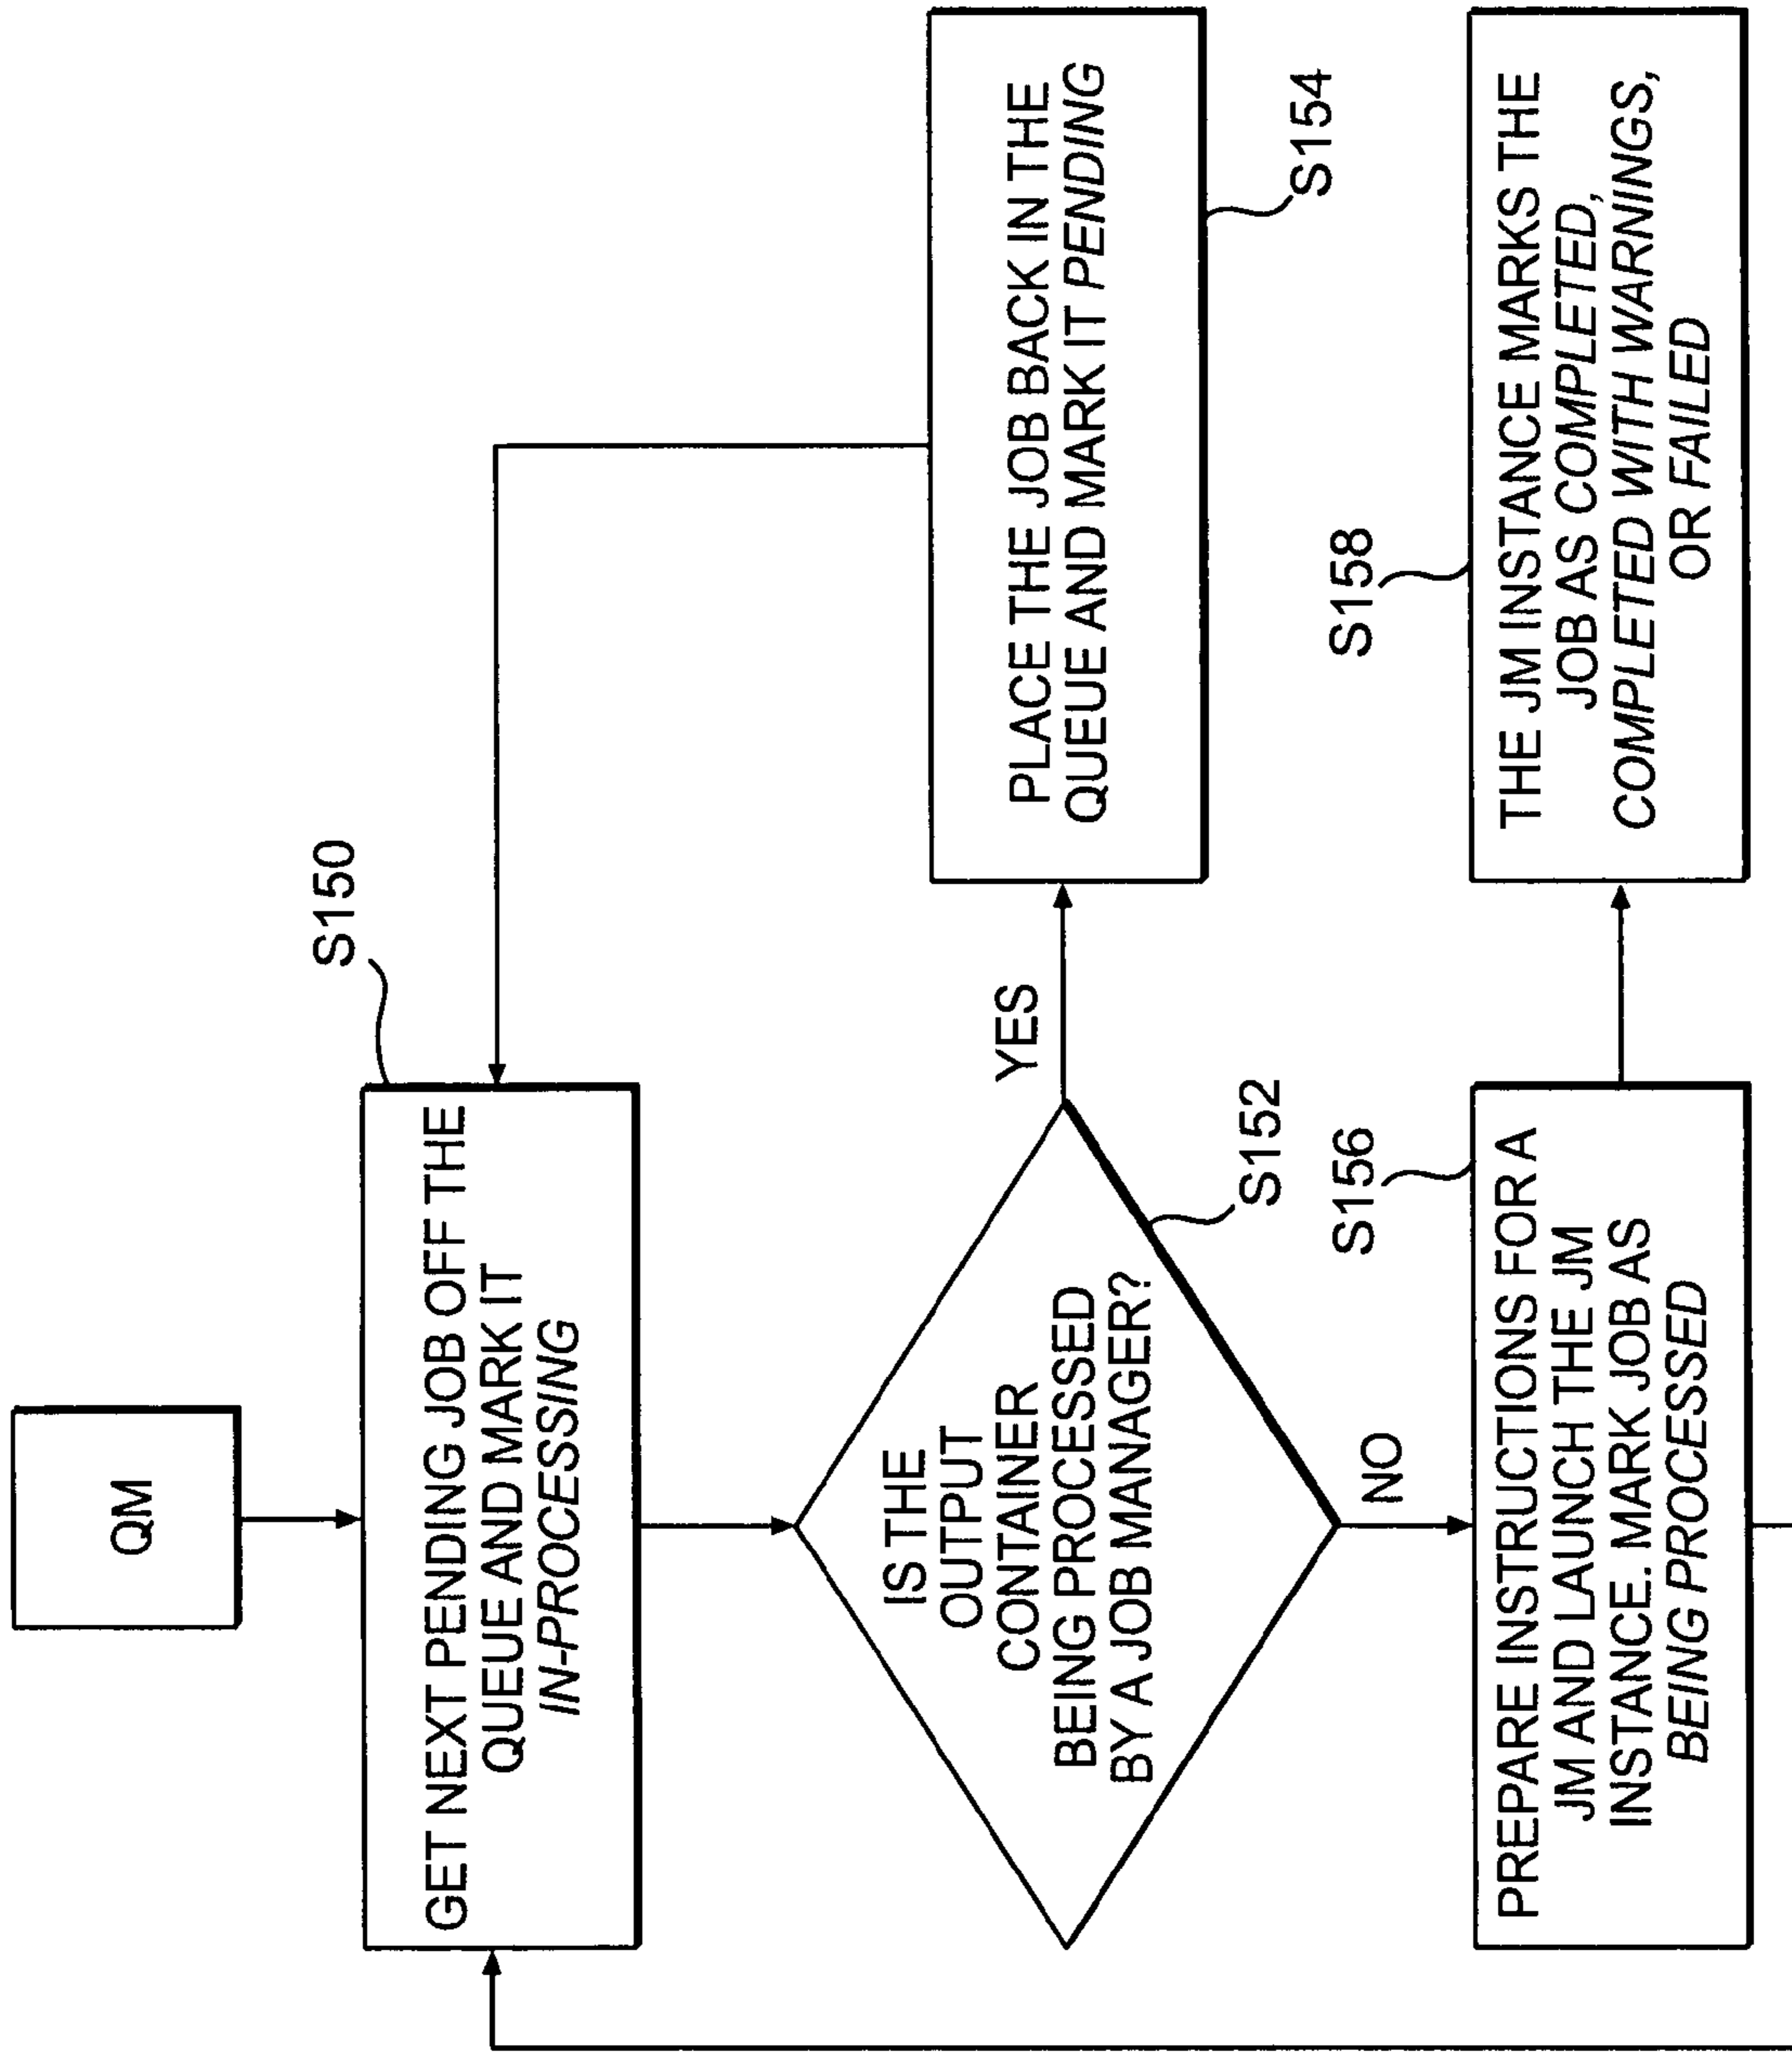 QM
S150
GET NEXT PENDING JOB OFF THE
QUEUE AND MARK IT
IN-PROCESSING
IS THE
OUTPUT
CONTAINER
BEING PROCESSED
BY A JOB MANAGER?
S152
YES
PLACE THE JOB BACK IN THE
QUEUE AND MARK IT PENDING
S154
NO
S156
PREPARE INSTRUCTIONS FOR A
JM AND LAUNCH THE JM
INSTANCE. MARK JOB AS
BEING PROCESSED
S158
THE JM INSTANCE MARKS THE
JOB AS COMPLETED,
COMPLETED WITH WARNINGS,
OR FAILED